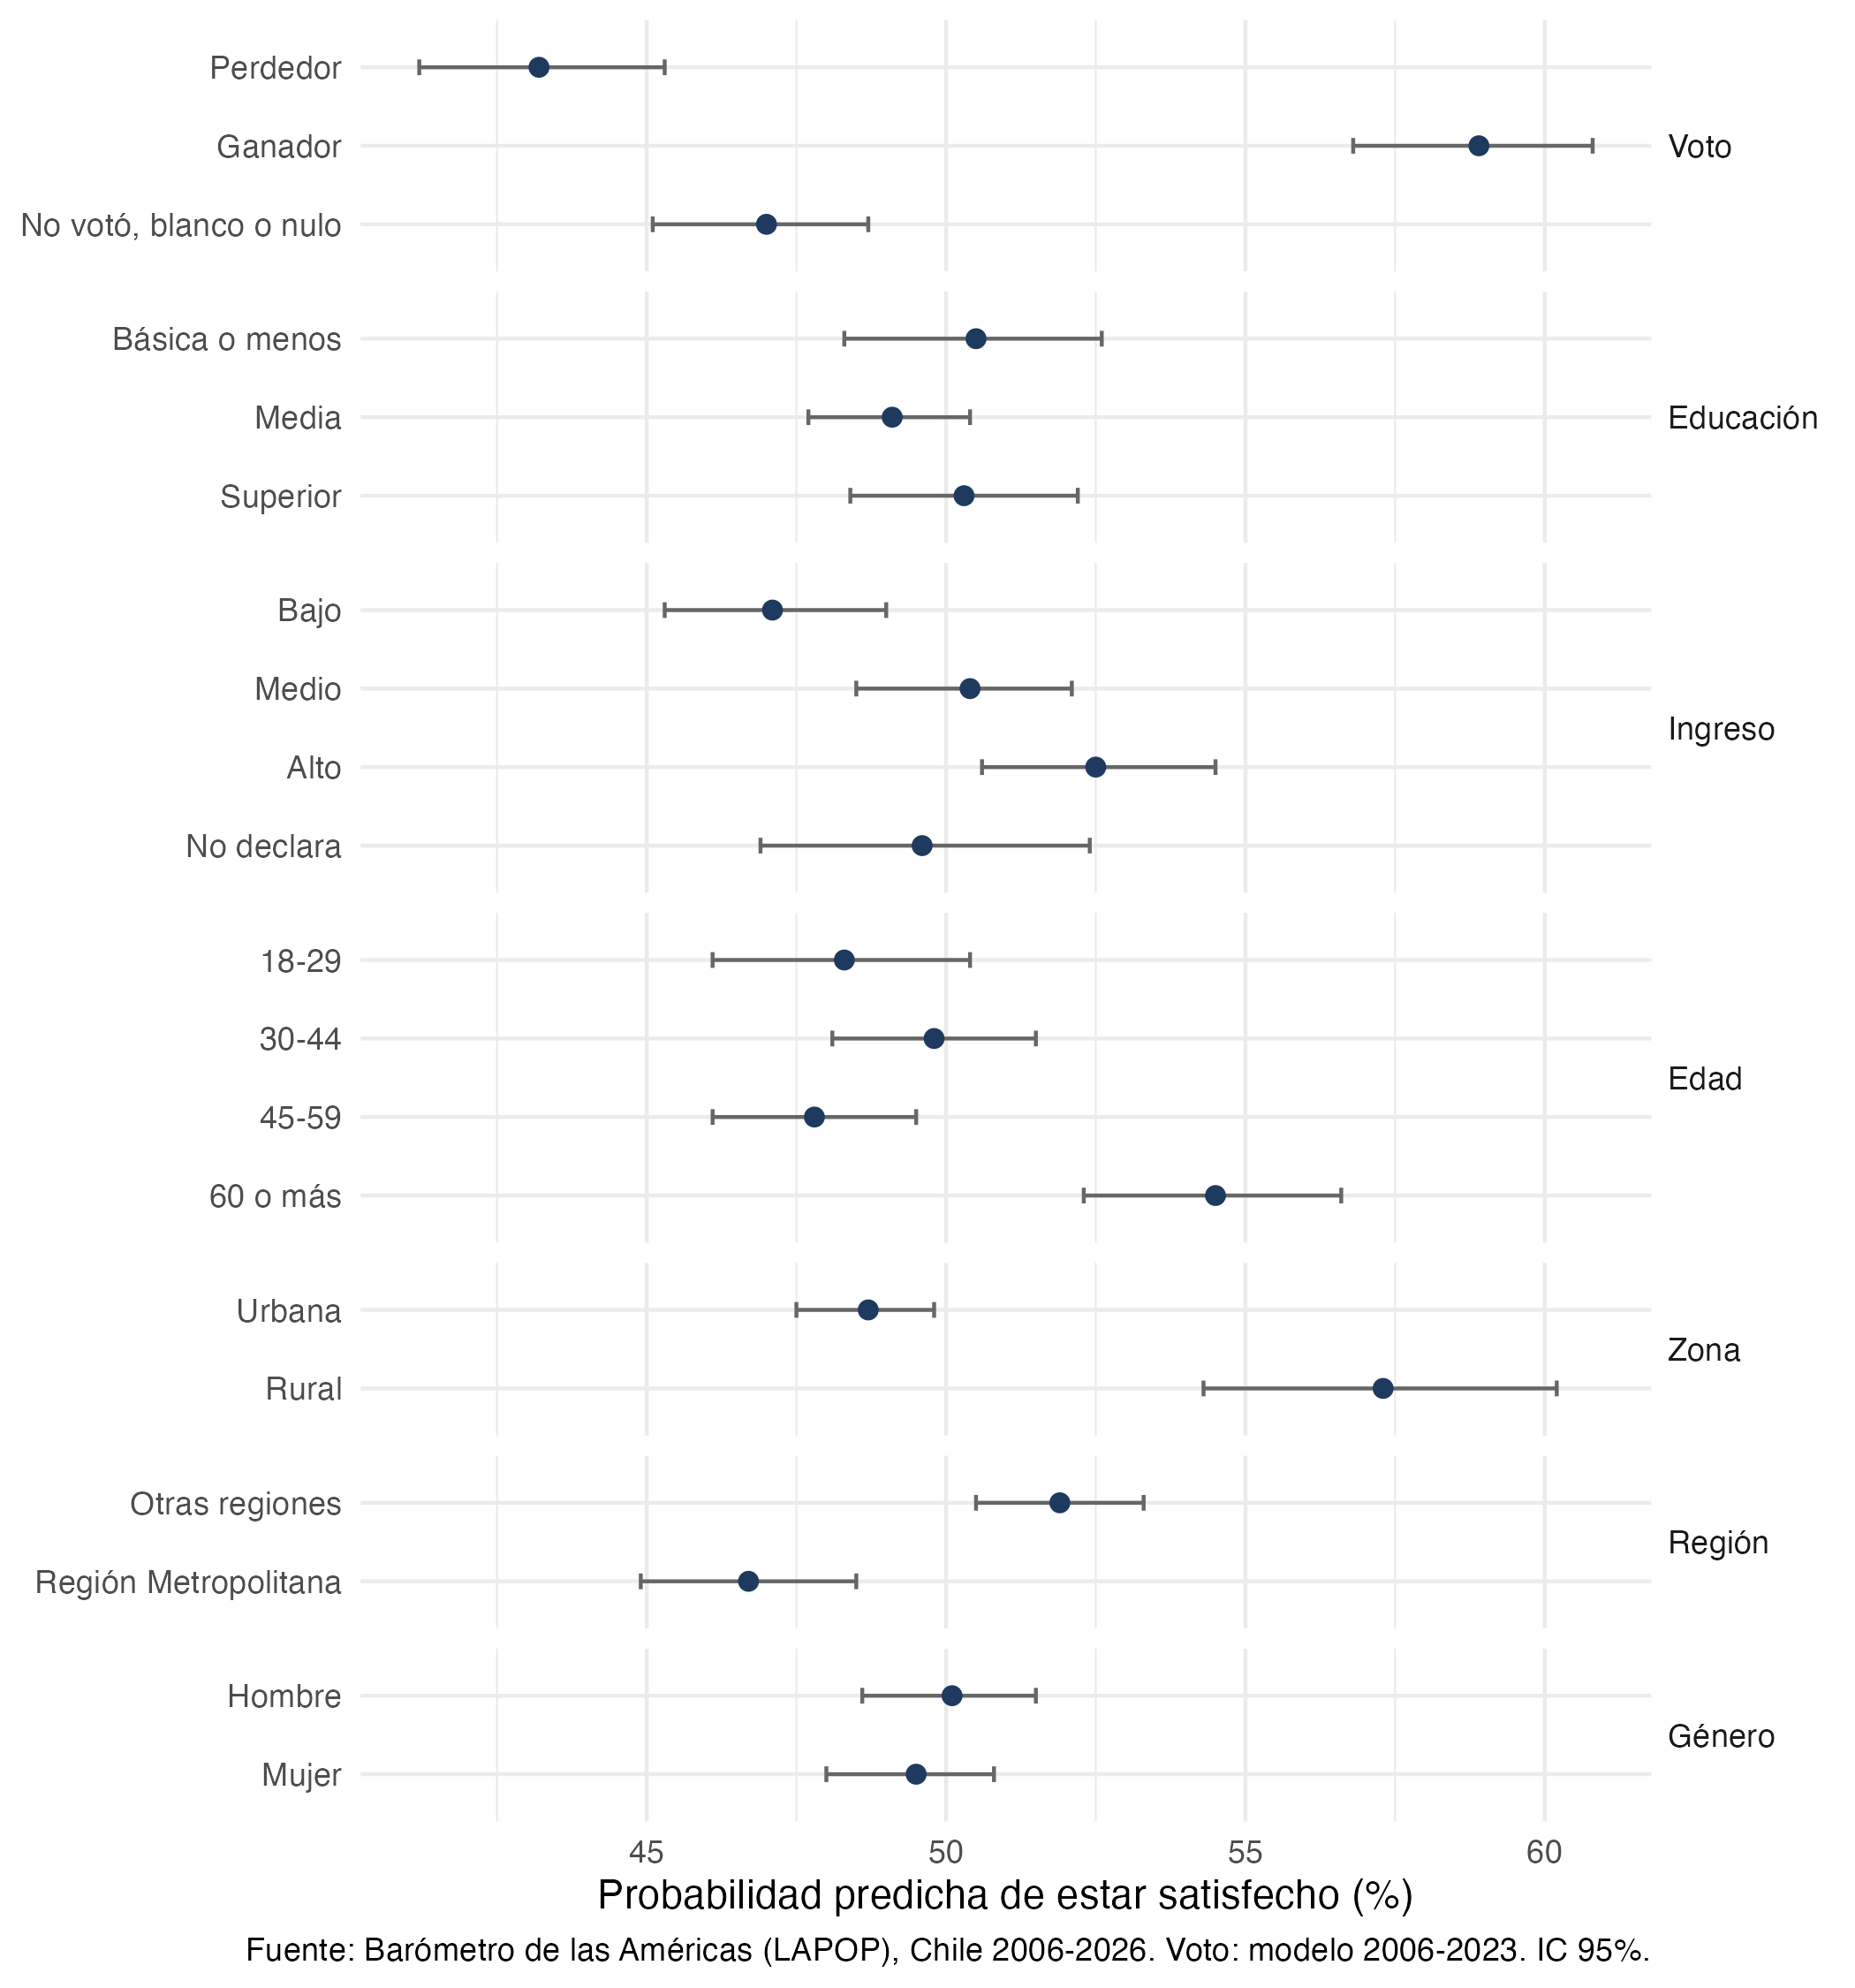 Perdedor
Ganador
No votó, blanco o nulo
Voto
Básica o menos
Media
Superior
Educación
Bajo
Medio
Alto
No declara
Ingreso
18-29
30-44
45-59
60 o más
Edad
Urbana
Rural
Zona
Otras regiones
Región Metropolitana
Región
Hombre
Mujer
Género
45 50 55 60
Probabilidad predicha de estar satisfecho (%)
Fuente: Barómetro de las Américas (LAPOP), Chile 2006-2026. Voto: modelo 2006-2023. IC 95%.